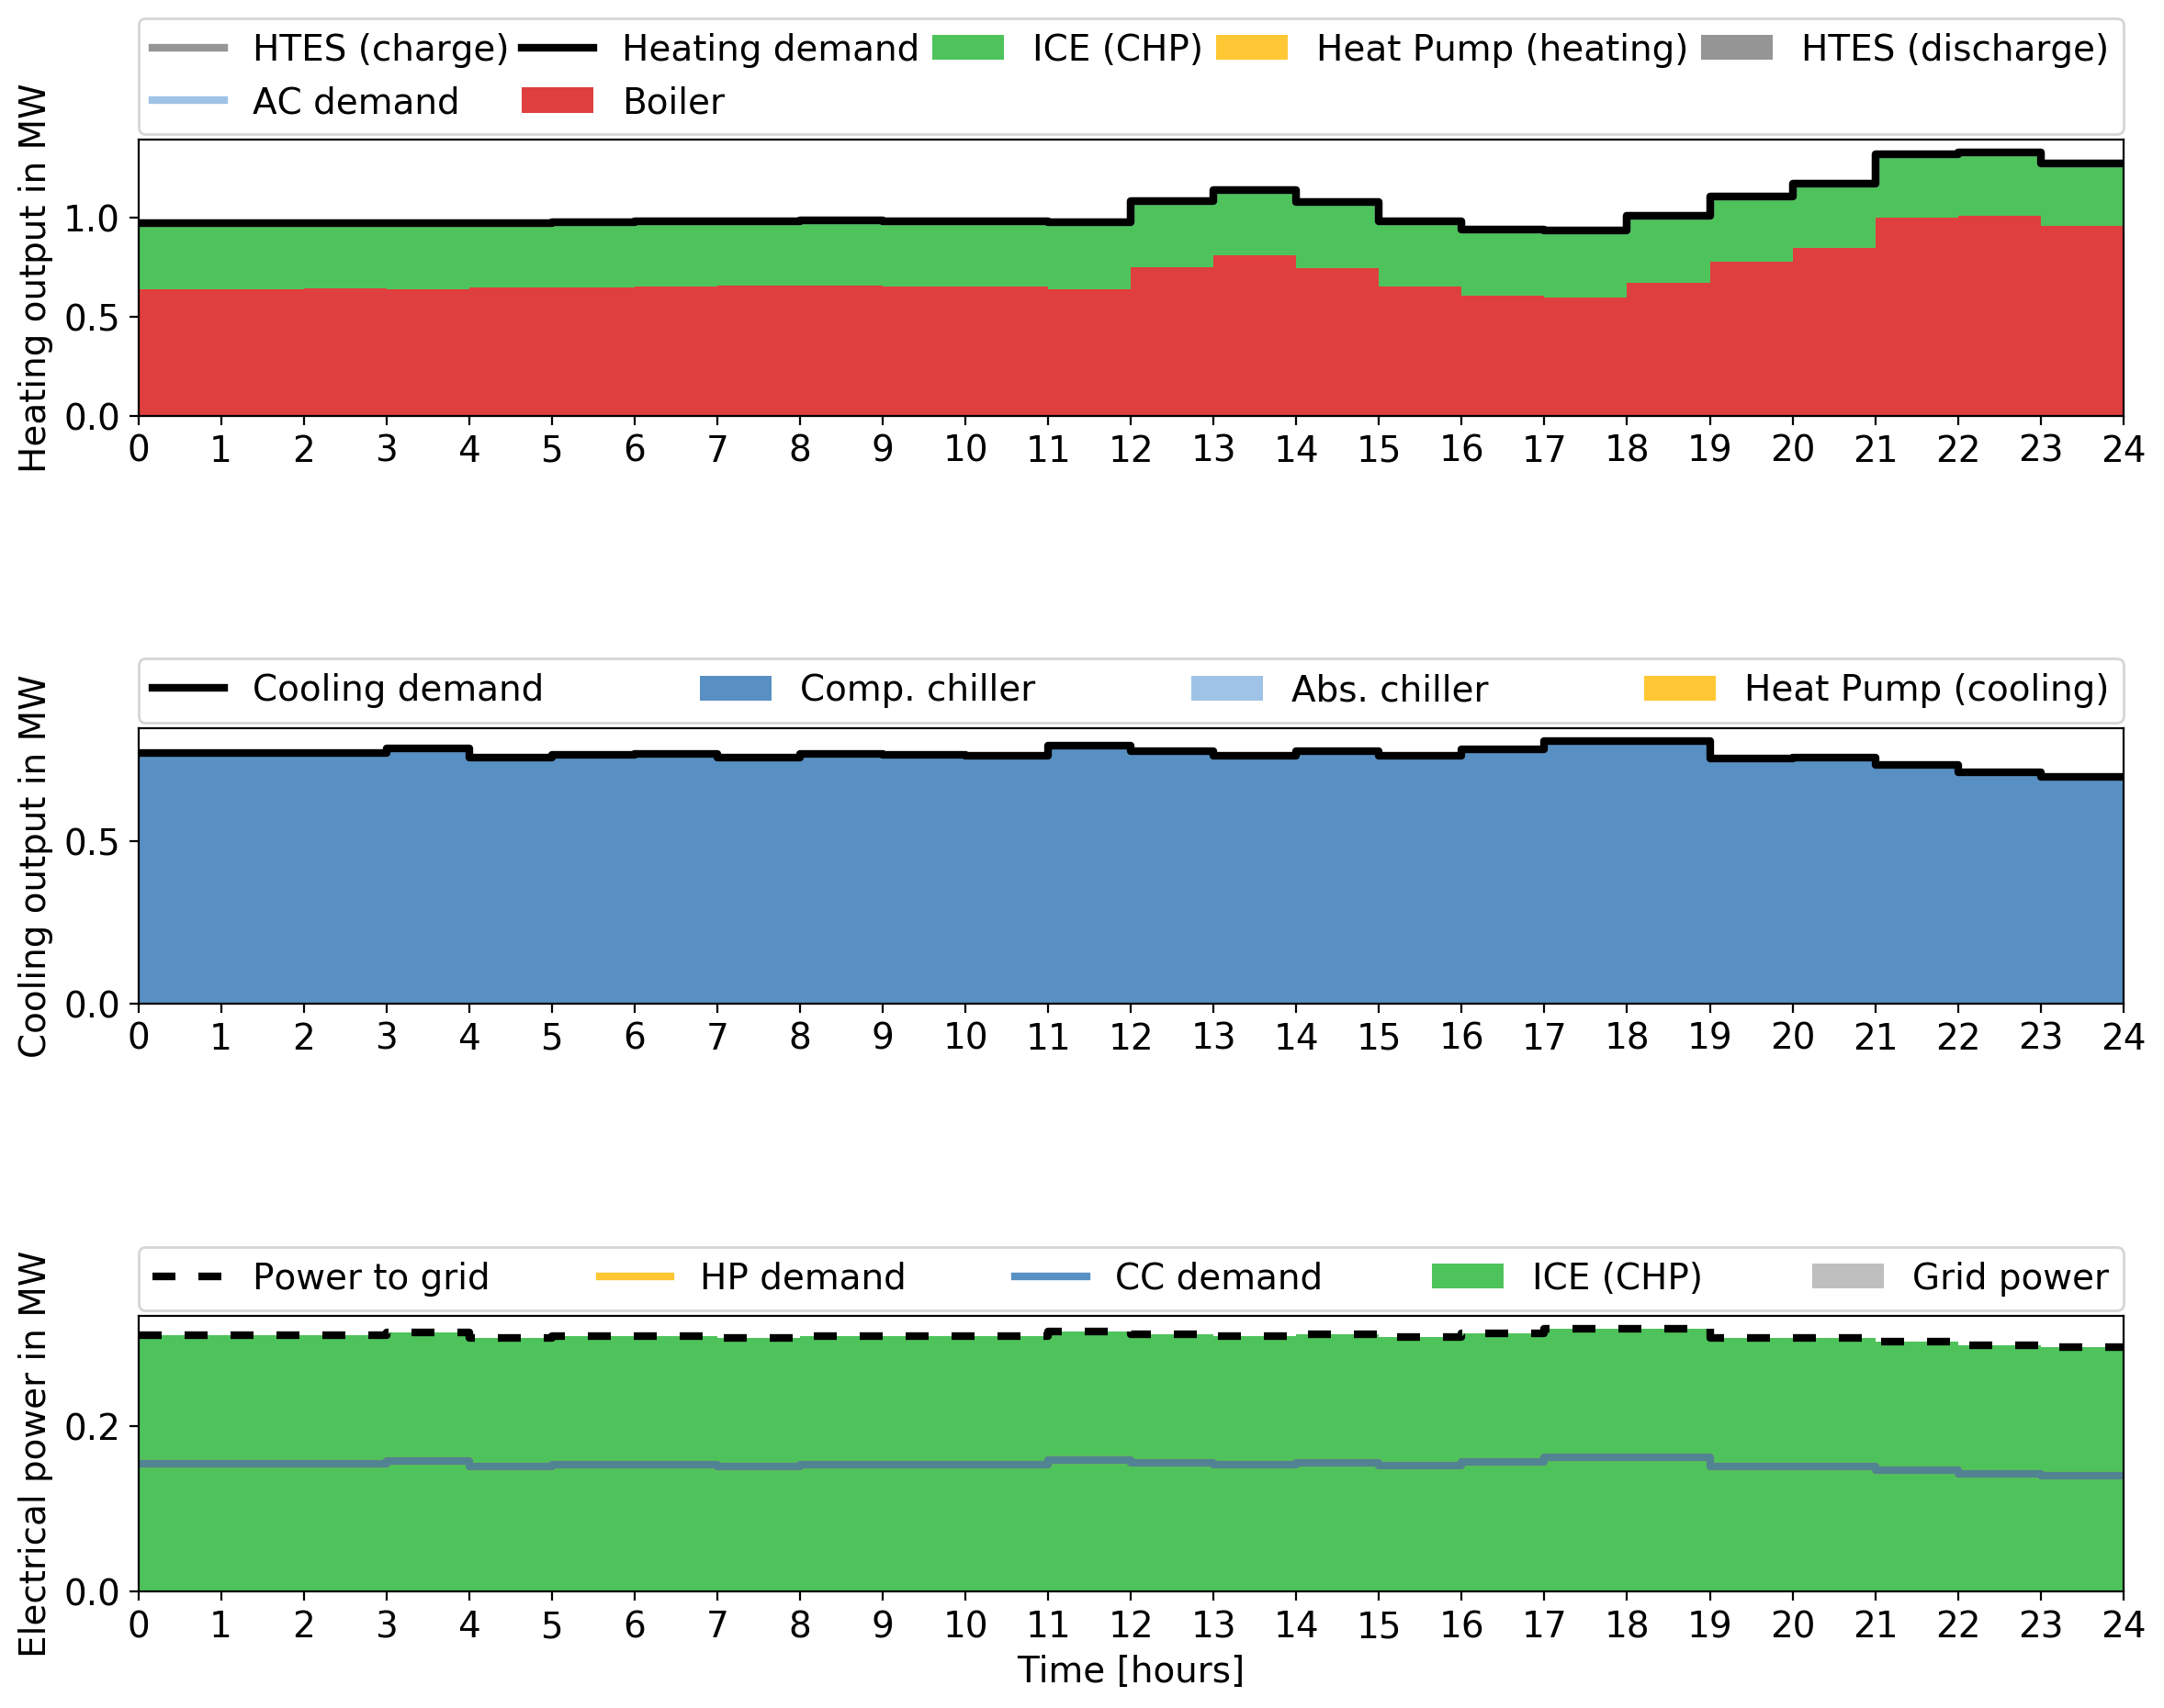 HTES (charge) Heating demand ICE (CHP) Heat Pump (heating) HTES (discharge)
AC demand Boiler
Heating output in MW
1.0
0.5
0.0
0 1 2 3 4 5 6 7 8 9 10 11 12 13 14 15 16 17 18 19 20 21 22 23 24
Cooling demand Comp. chiller Abs. chiller Heat Pump (cooling)
Cooling output in MW
0.5
0.0
0 1 2 3 4 5 6 7 8 9 10 11 12 13 14 15 16 17 18 19 20 21 22 23 24
Power to grid HP demand CC demand ICE (CHP) Grid power
Electrical power in MW
0.2
0.0
0 1 2 3 4 5 6 7 8 9 10 11 12 13 14 15 16 17 18 19 20 21 22 23 24
Time [hours]